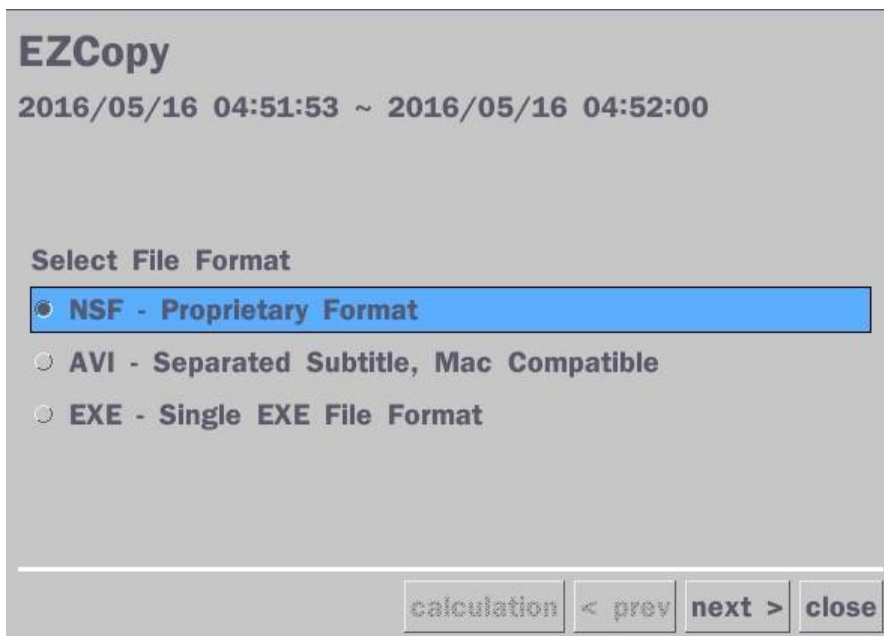 EZCopy
2016/05/16 04:51:53 ~ 2016/05/16 04:52:00
Select File Format
NSF - Proprietary Format
AVI - Separated Subtitle, Mac Compatible
EXE - Single EXE File Format
calculation < prev next > close